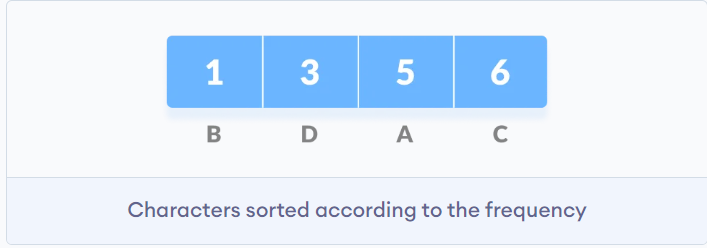 1 3 5 6
B D A C
Characters sorted according to the frequency